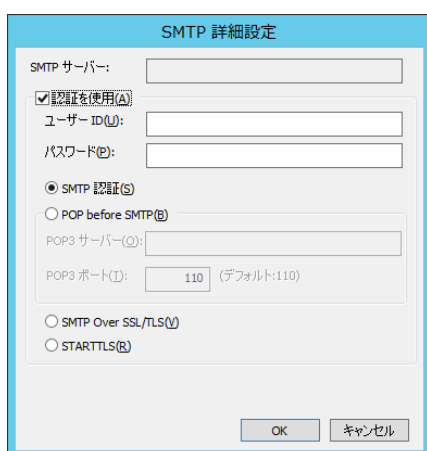 SMTP 詳細設定
SMTP サーバー:
認証を使用(A)
ユーザー ID(U):
パスワード(P):
SMTP 認証(S)
POP before SMTP(B)
POP3 サーバー(O):
POP3 ポート(T): 110 (デフォルト:110)
SMTP Over SSL/TLS(V)
STARTTLS(R)
OK キャンセル